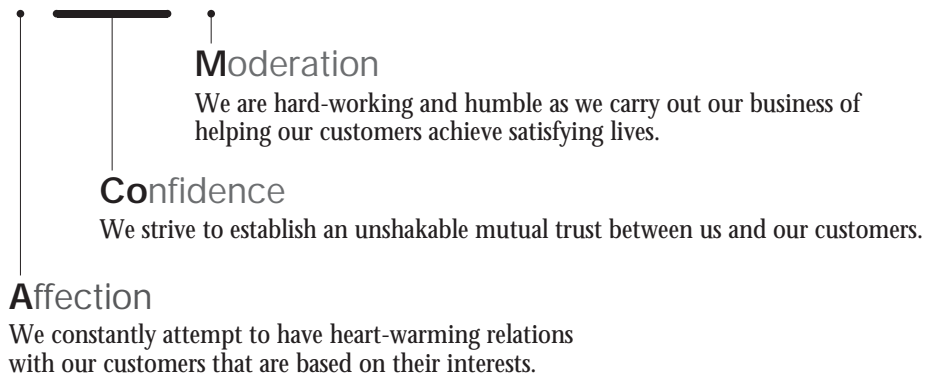 Moderation
We are hard-working and humble as we carry out our business of
helping our customers achieve satisfying lives.
Confidence
We strive to establish an unshakable mutual trust between us and our customers.
Affection
We constantly attempt to have heart-warming relations
with our customers that are based on their interests.